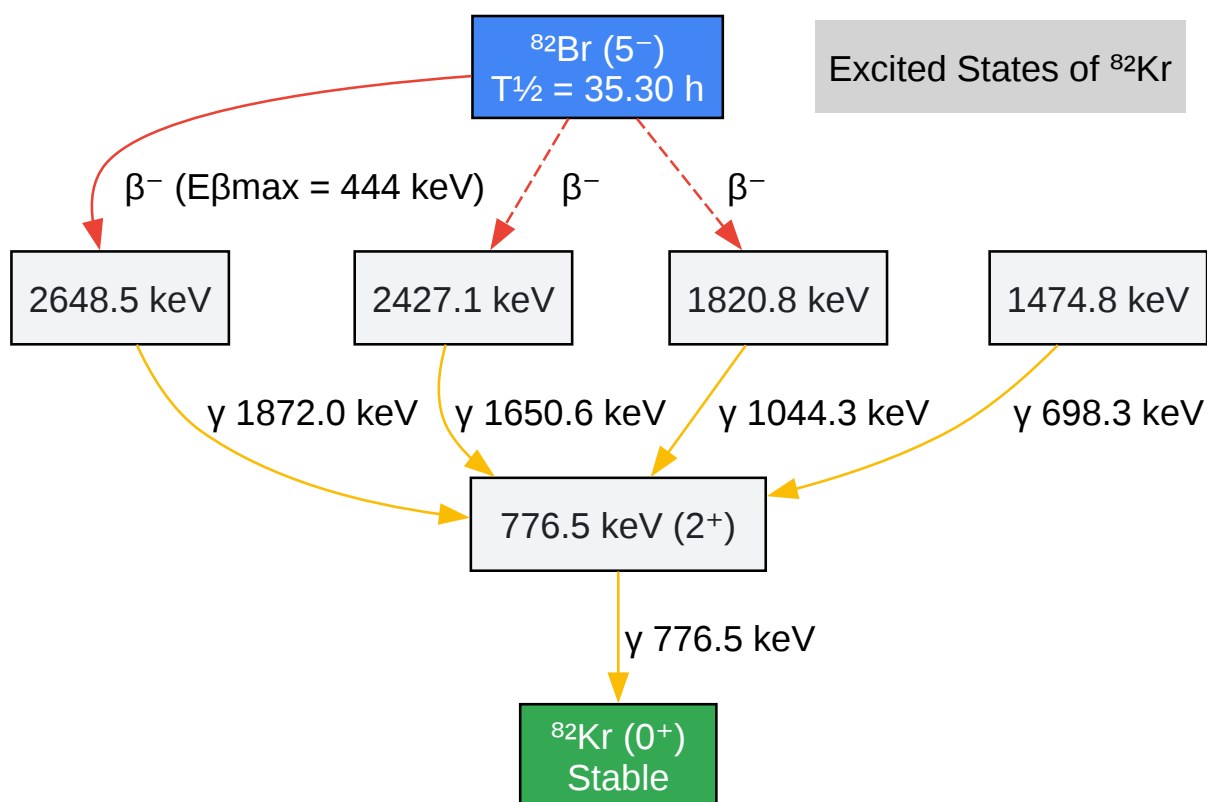 ⁸²Br (5⁻)
T½ = 35.30 h
Excited States of ⁸²Kr
β⁻ (Eβmax = 444 keV)
β⁻
β⁻
2648.5 keV
2427.1 keV
1820.8 keV
1474.8 keV
γ 1872.0 keV
γ 1650.6 keV
γ 1044.3 keV
γ 698.3 keV
776.5 keV (2⁺)
γ 776.5 keV
⁸²Kr (0⁺)
Stable